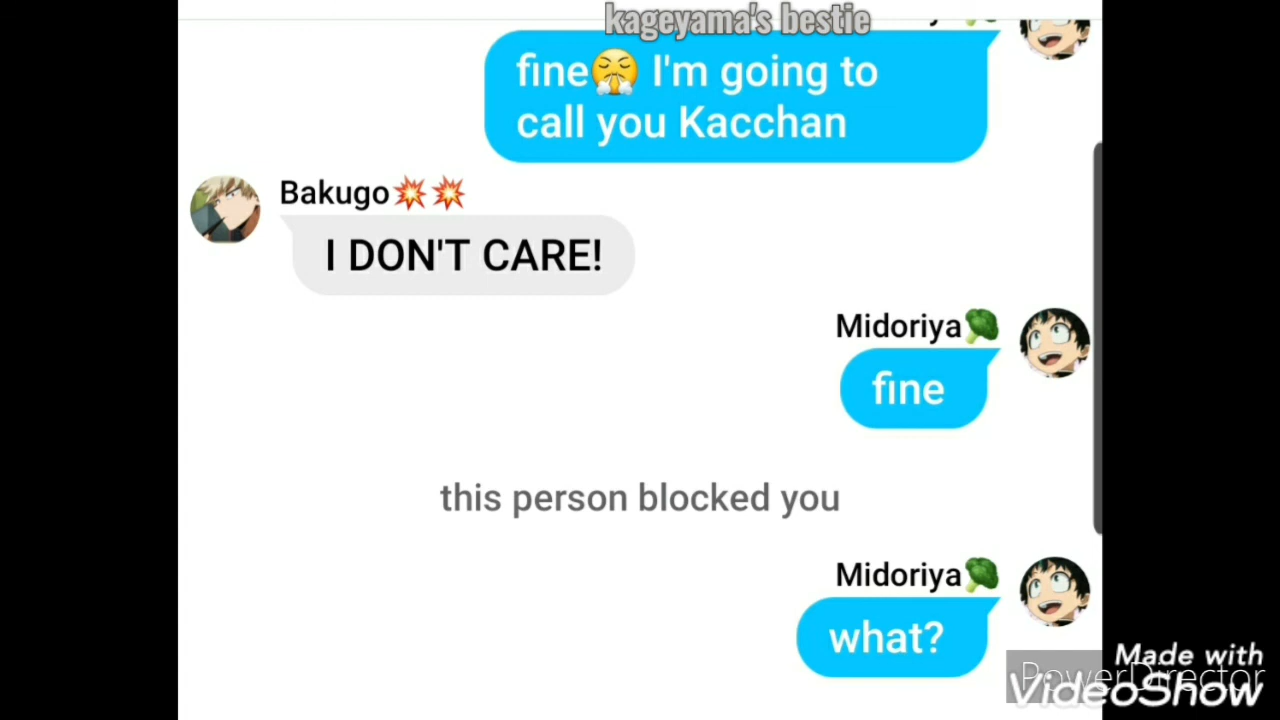 kageyama's bestie
fine😤 I'm going to
call you Kacchan
Bakugo💥💥
I DON'T CARE!
Midoriya🥦
fine
this person blocked you
Midoriya🥦
what?
Made with
PowerDirector
VideoShow